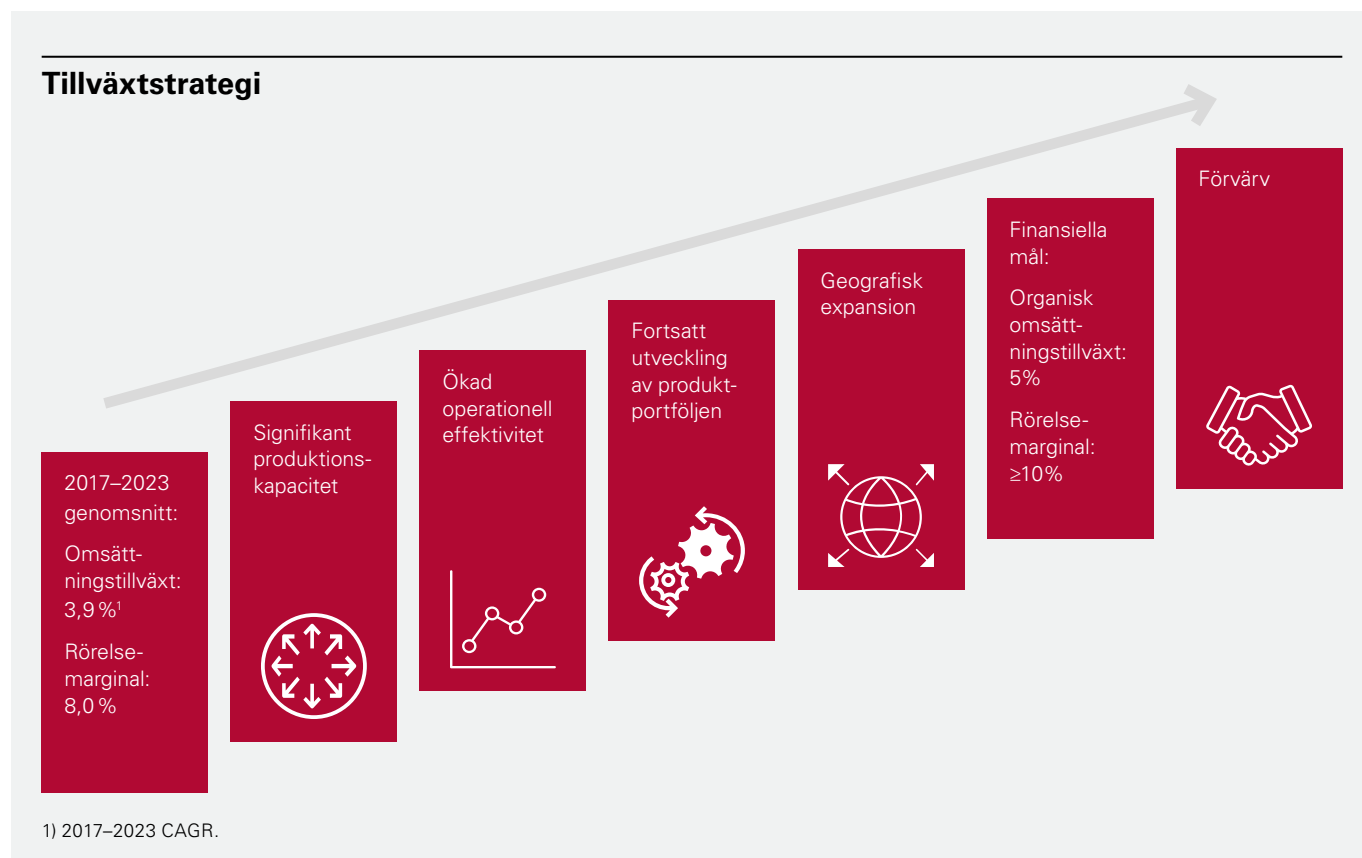 Tillväxtstrategi
2017–2023
genomsnitt:
Omsätt-
ningstillväxt:
3,9 %¹
Rörelse-
marginal:
8,0 %
Signifikant
produktions-
kapacitet
Ökad
operationell
effektivitet
Fortsatt
utveckling
av produkt-
portföljen
Geografisk
expansion
Finansiella
mål:
Organisk
omsätt-
ningstillväxt:
5%
Rörelse-
marginal:
≥10%
Förvärv
1) 2017–2023 CAGR.